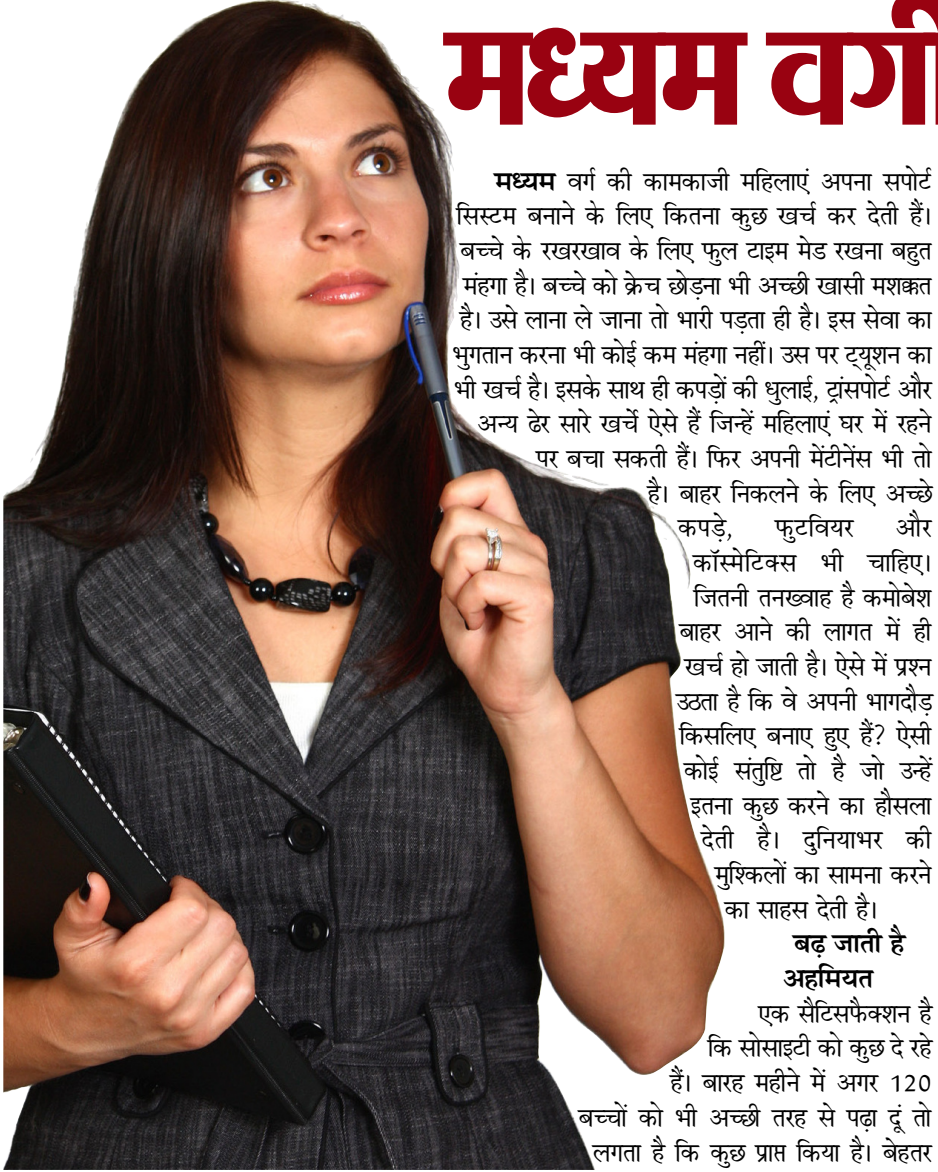 मध्यम वर्गी
मध्यम वर्ग की कामकाजी महिलाएं अपना सपोर्ट
सिस्टम बनाने के लिए कितना कुछ खर्च कर देती हैं।
बच्चे के रखरखाव के लिए फुल टाइम मेड रखना बहुत
मंहगा है। बच्चे को क्रेच छोड़ना भी अच्छी खासी मशक्कत
है। उसे लाना ले जाना तो भारी पड़ता ही है। इस सेवा का
भुगतान करना भी कोई कम मंहगा नहीं। उस पर ट्यूशन का
भी खर्च है। इसके साथ ही कपड़ों की धुलाई, ट्रांसपोर्ट और
अन्य ढेर सारे खर्चे ऐसे हैं जिन्हें महिलाएं घर में रहने
पर बचा सकती हैं। फिर अपनी मेंटीनेंस भी तो
है। बाहर निकलने के लिए अच्छे
कपड़े, फुटवियर और
कॉस्मेटिक्स भी चाहिए।
जितनी तनख्वाह है कमोबेश
बाहर आने की लागत में ही
खर्च हो जाती है। ऐसे में प्रश्न
उठता है कि वे अपनी भागदौड़
किसलिए बनाए हुए हैं? ऐसी
कोई संतुष्टि तो है जो उन्हें
इतना कुछ करने का हौसला
देती है। दुनियाभर की
मुश्किलों का सामना करने
का साहस देती है।
बढ़ जाती है
अहमियत
एक सैटिसफैक्शन है
कि सोसाइटी को कुछ दे रहे
हैं। बारह महीने में अगर 120
बच्चों को भी अच्छी तरह से पढ़ा दूं तो
लगता है कि कुछ प्राप्त किया है। बेहतर